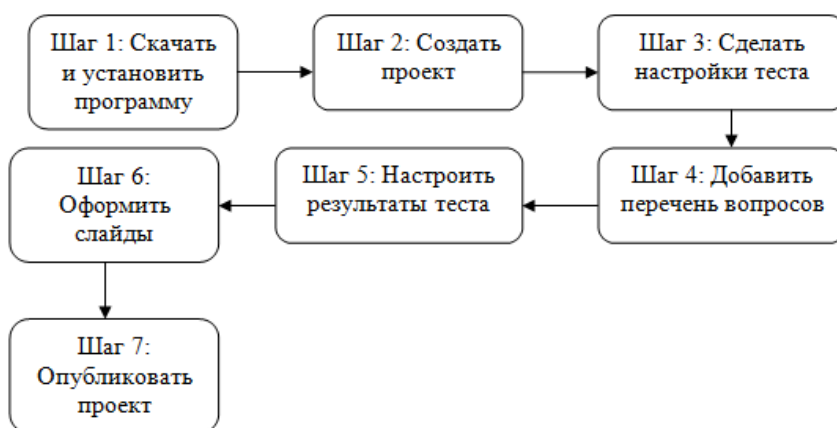 Шаг 1: Скачать
и установить
программу
Шаг 2: Создать
проект
Шаг 3: Сделать
настройки теста
Шаг 4: Добавить
перечень вопросов
Шаг 5: Настроить
результаты теста
Шаг 6:
Оформить
слайды
Шаг 7:
Опубликовать
проект